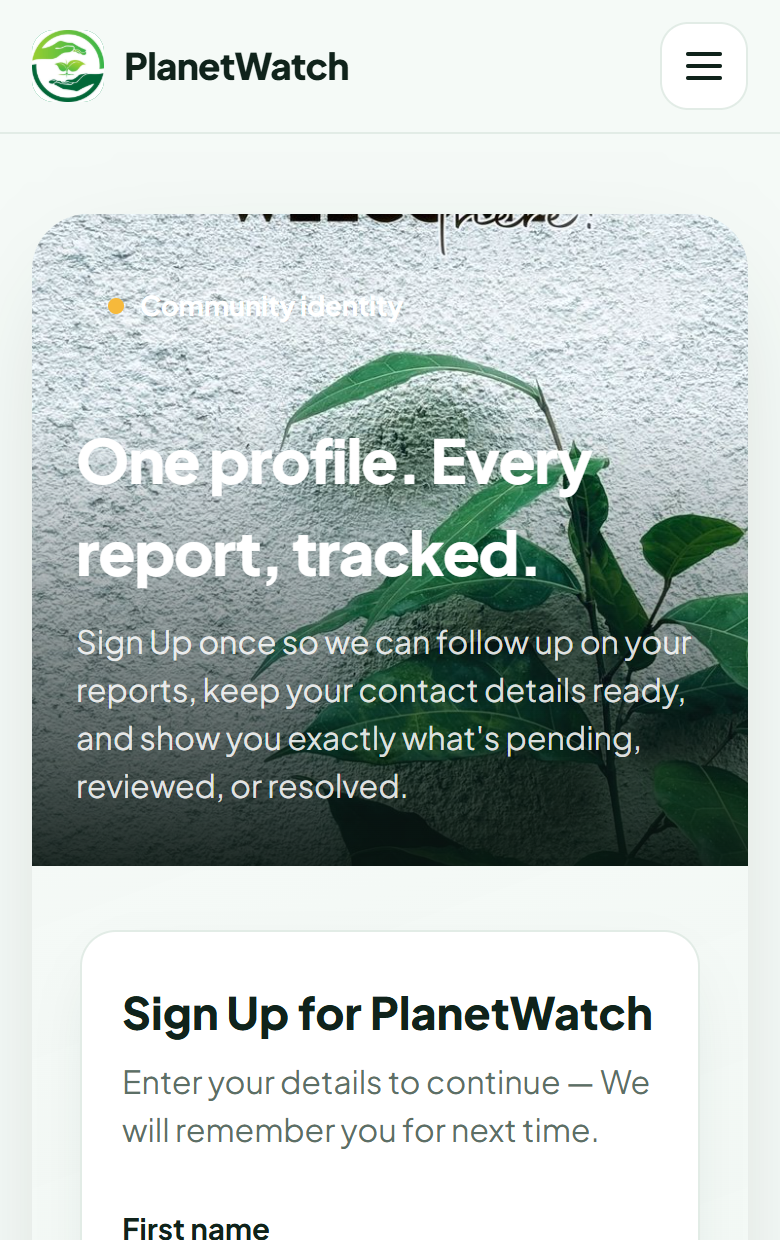 PlanetWatch
Community identity
One profile. Every
report, tracked.
Sign Up once so we can follow up on your
reports, keep your contact details ready,
and show you exactly what's pending,
reviewed, or resolved.
Sign Up for PlanetWatch
Enter your details to continue — We
will remember you for next time.
First name